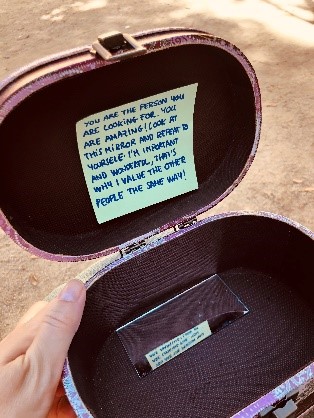 YOU ARE THE PERSON YOU
ARE LOOKING FOR. YOU
ARE AMAZING! LOOK AT
THIS MIRROR AND REPEAT TO
YOURSELF: I'M IMPORTANT
AND WONDERFUL, THAT'S
WHY I VALUE THE OTHER
PEOPLE THE SAME WAY!